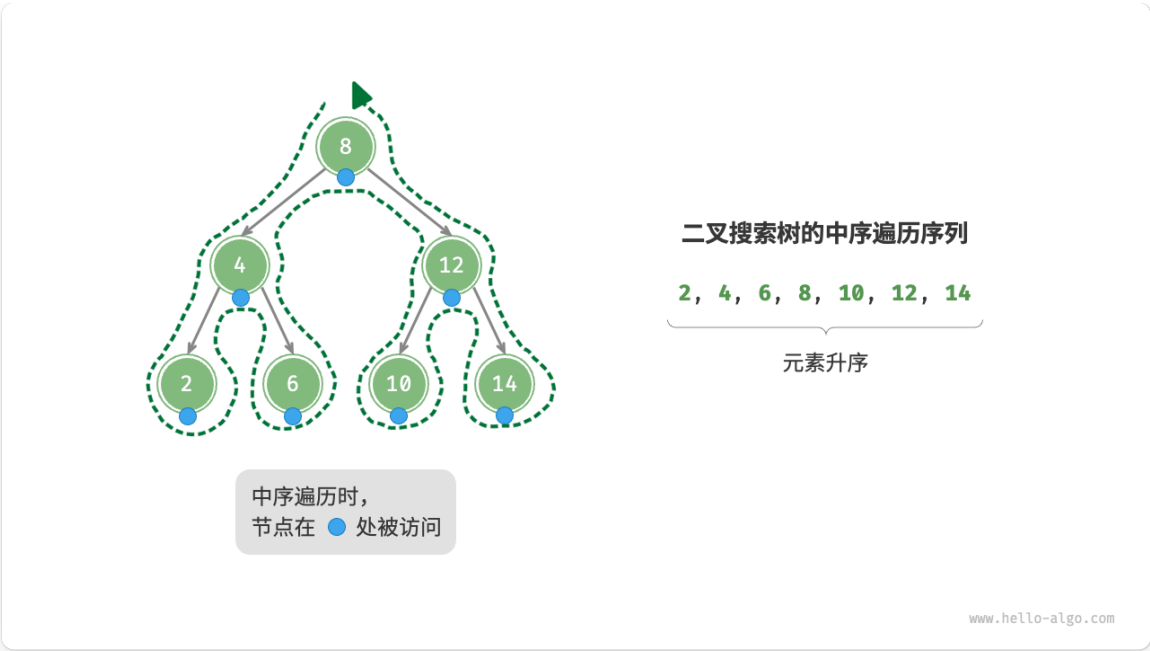 8
4
12
2
6
10
14
中序遍历时，
节点在 处被访问
二叉搜索树的中序遍历序列
2, 4, 6, 8, 10, 12, 14
元素升序
www.hello-algo.com